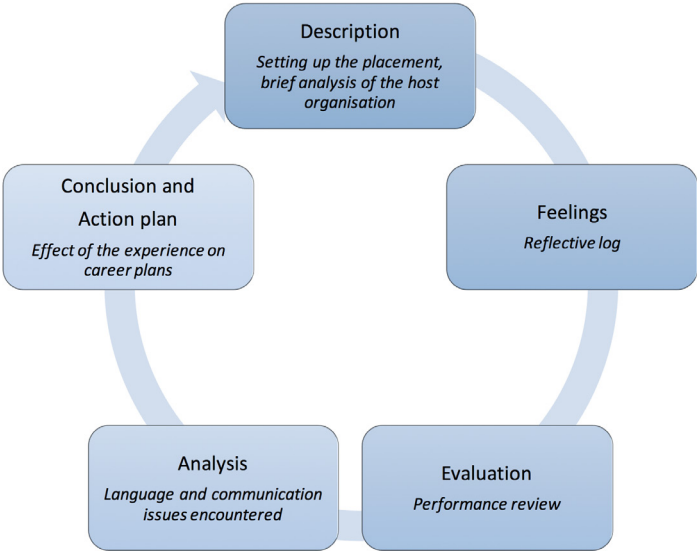 Description
Setting up the placement,
brief analysis of the host
organisation
Feelings
Reflective log
Evaluation
Performance review
Analysis
Language and communication
issues encountered
Conclusion and
Action plan
Effect of the experience on
career plans